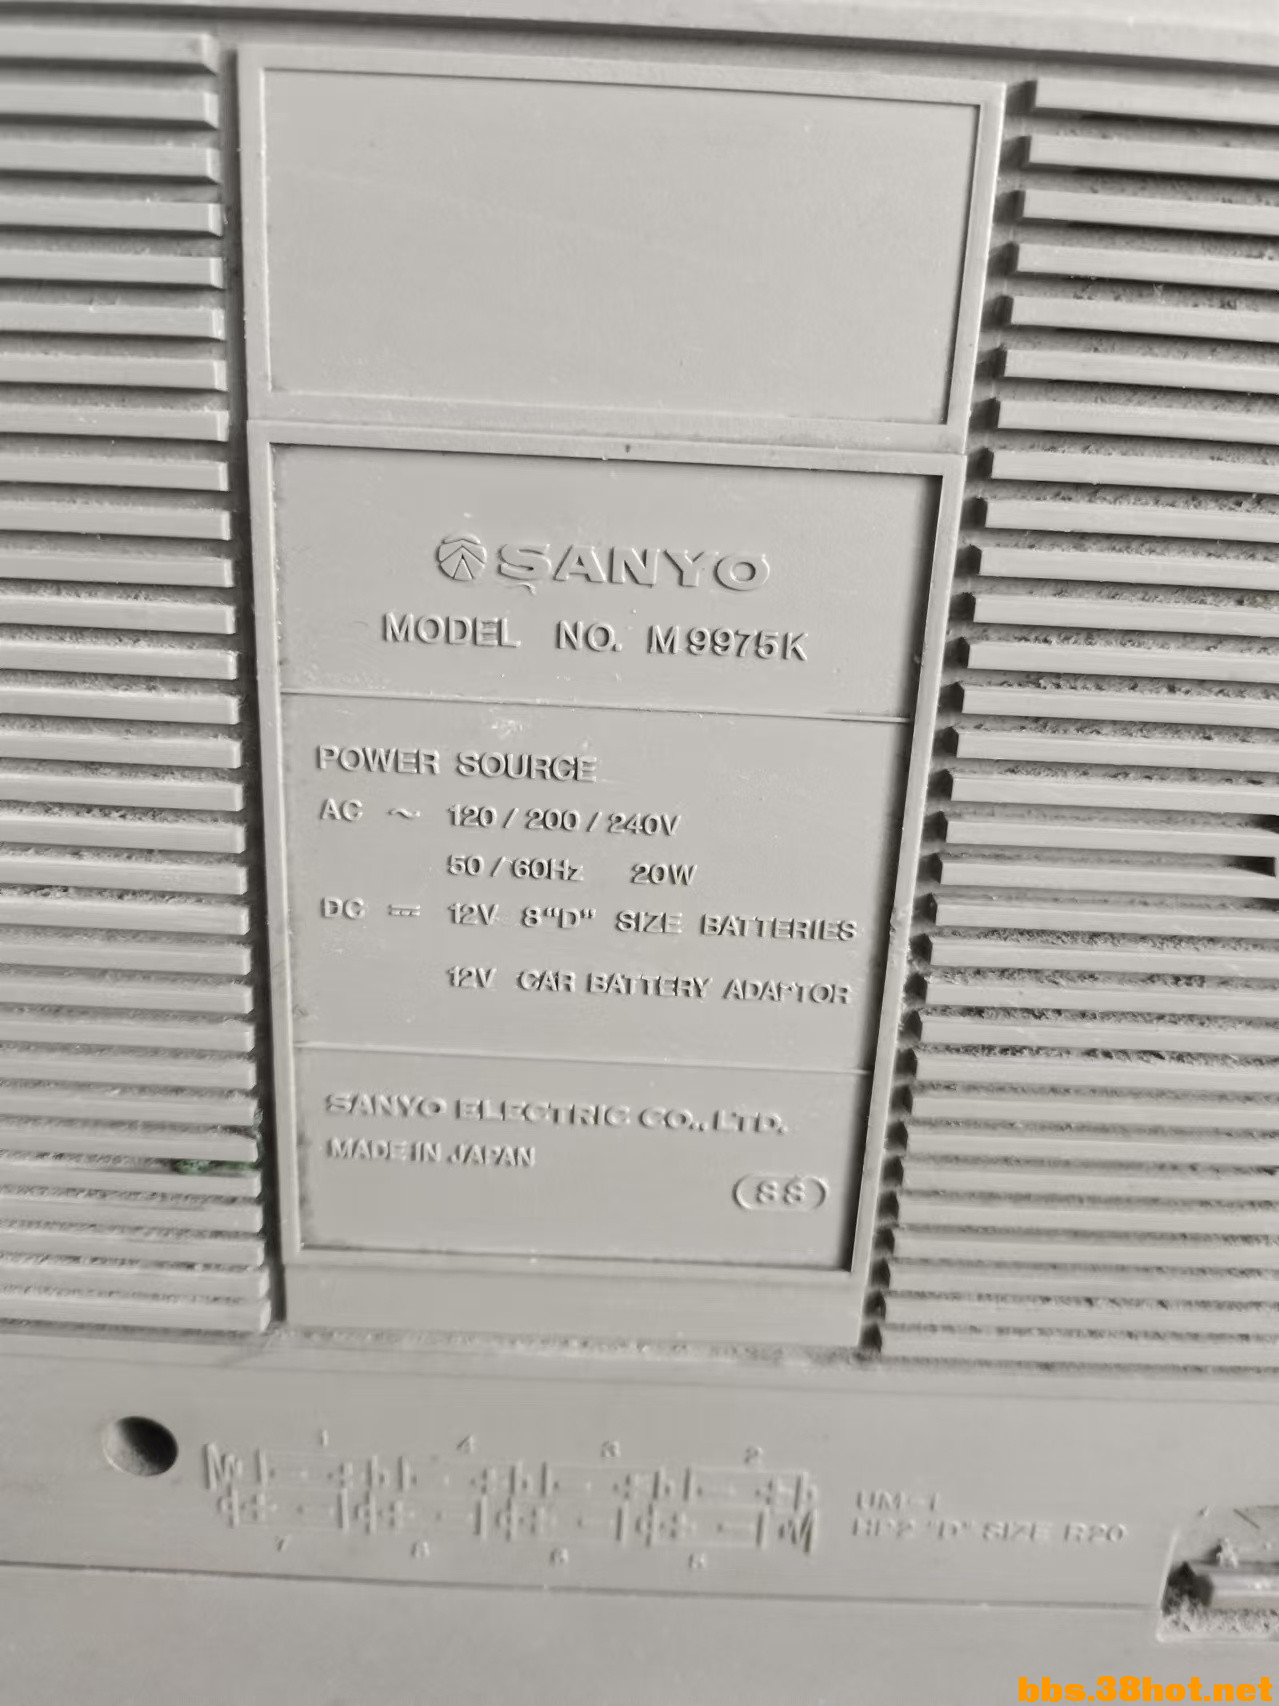 SANYO
MODEL NO. M9975K
POWER SOURCE
AC ~ 120 / 200 / 240V
50 / 60Hz 20W
DC ⎓ 12V 8"D" SIZE BATTERIES
12V CAR BATTERY ADAPTOR
SANYO ELECTRIC CO., LTD.
MADE IN JAPAN
SS
1 4 3 2
UM-1
HP2 "D" SIZE R20
7 8 6 5
bbs.38hot.net